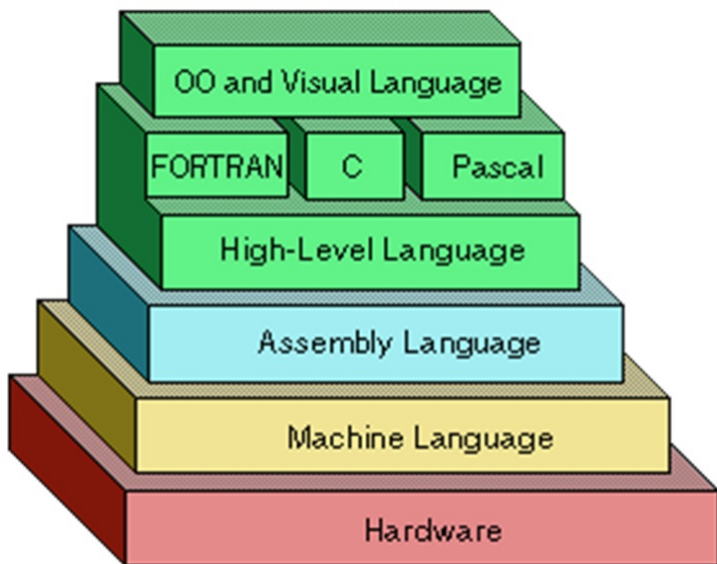 OO and Visual Language
FORTRAN C Pascal
High-Level Language
Assembly Language
Machine Language
Hardware